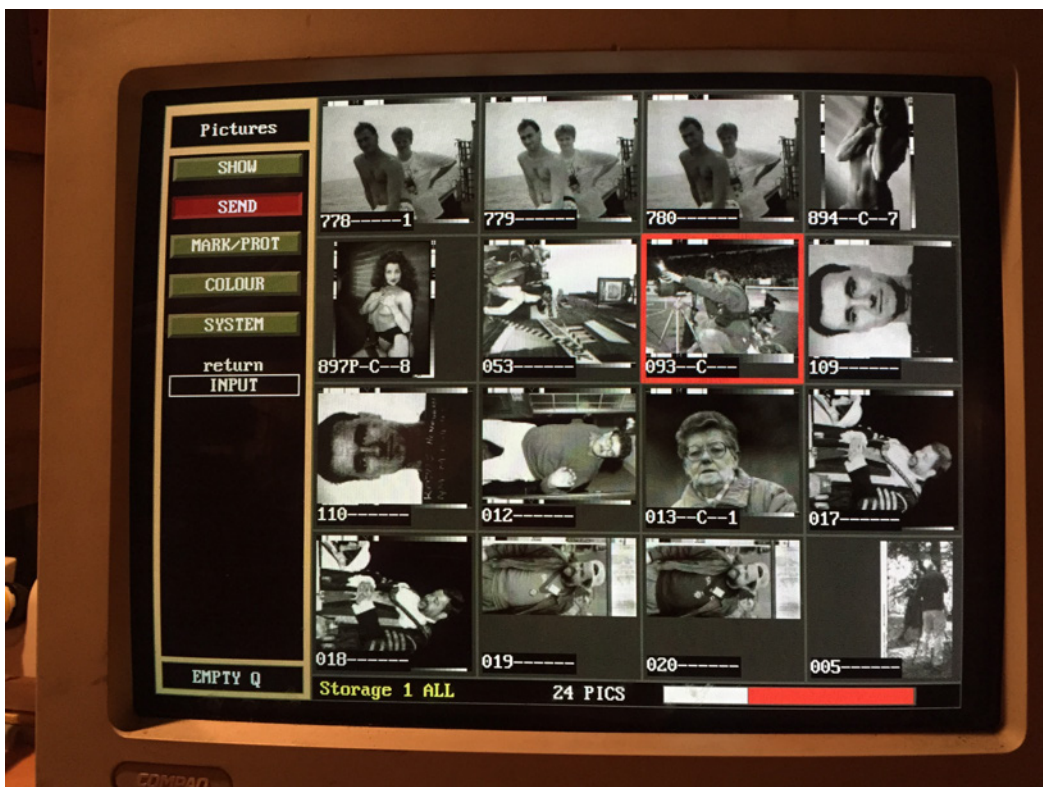 Pictures
SHOW
SEND
MARK/PROT
COLOUR
SYSTEM
return
INPUT
EMPTY Q
778-----1
779------
780------
894--C--7
897P-C--8
053------
093--C---
109------
110------
012------
013--C--1
017------
018------
019------
020------
005------
Storage 1 ALL
24 PICS
COMPAQ